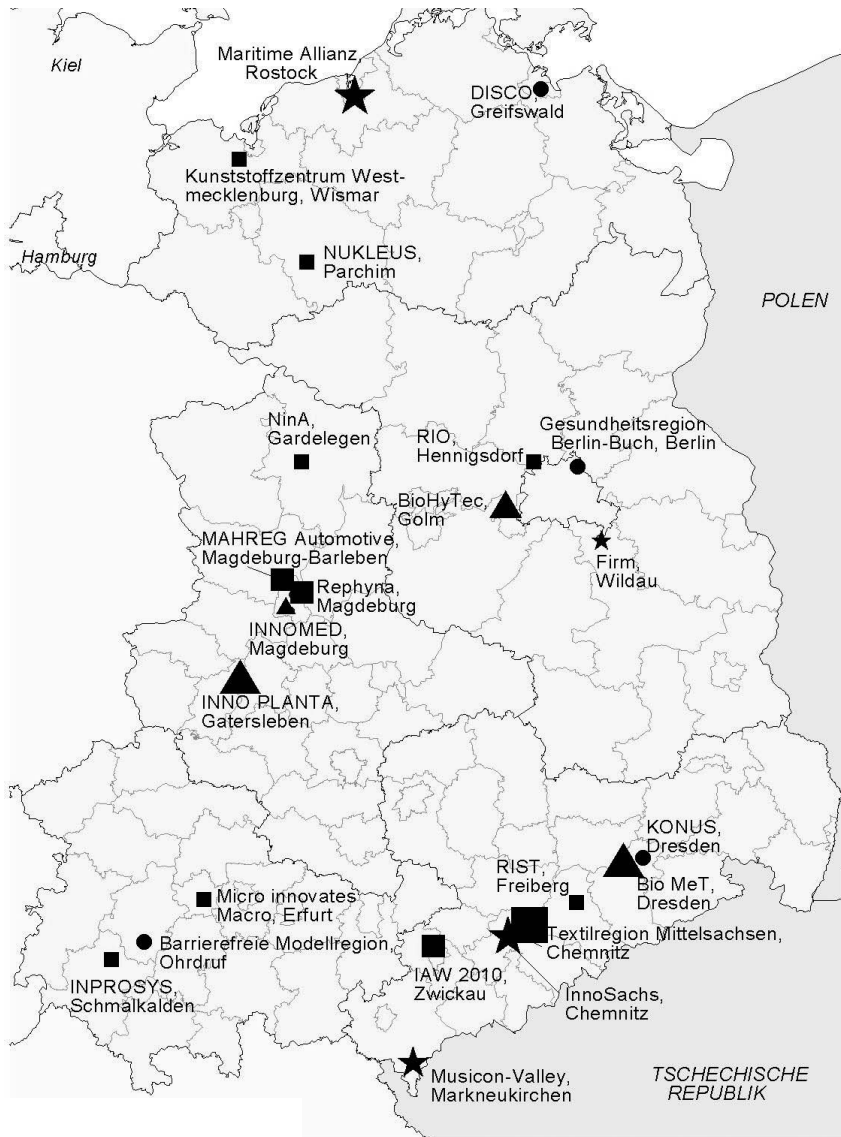 Maritime Allianz,
Rostock
Kiel
DISCO,
Greifswald
Kunststoffzentrum West-
mecklenburg, Wismar
Hamburg
NUKLEUS,
Parchim
POLEN
NinA,
Gardelegen
RIO,
Hennigsdorf
Gesundheitsregion
Berlin-Buch, Berlin
BioHyTec,
Golm
MAHREG Automotive,
Magdeburg-Barleben
Firm,
Wildau
Rephyna,
Magdeburg
INNOMED,
Magdeburg
INNO PLANTA,
Gatersleben
KONUS,
Dresden
RIST,
Freiberg
Bio MeT,
Dresden
Micro innovates
Macro, Erfurt
Barrierefreie Modellregion,
Ohrdruf
Textilregion Mittelsachsen,
Chemnitz
INPROSYS,
Schmalkalden
IAW 2010,
Zwickau
InnoSachs,
Chemnitz
Musicon-Valley,
Markneukirchen
TSCHECHISCHE
REPUBLIK